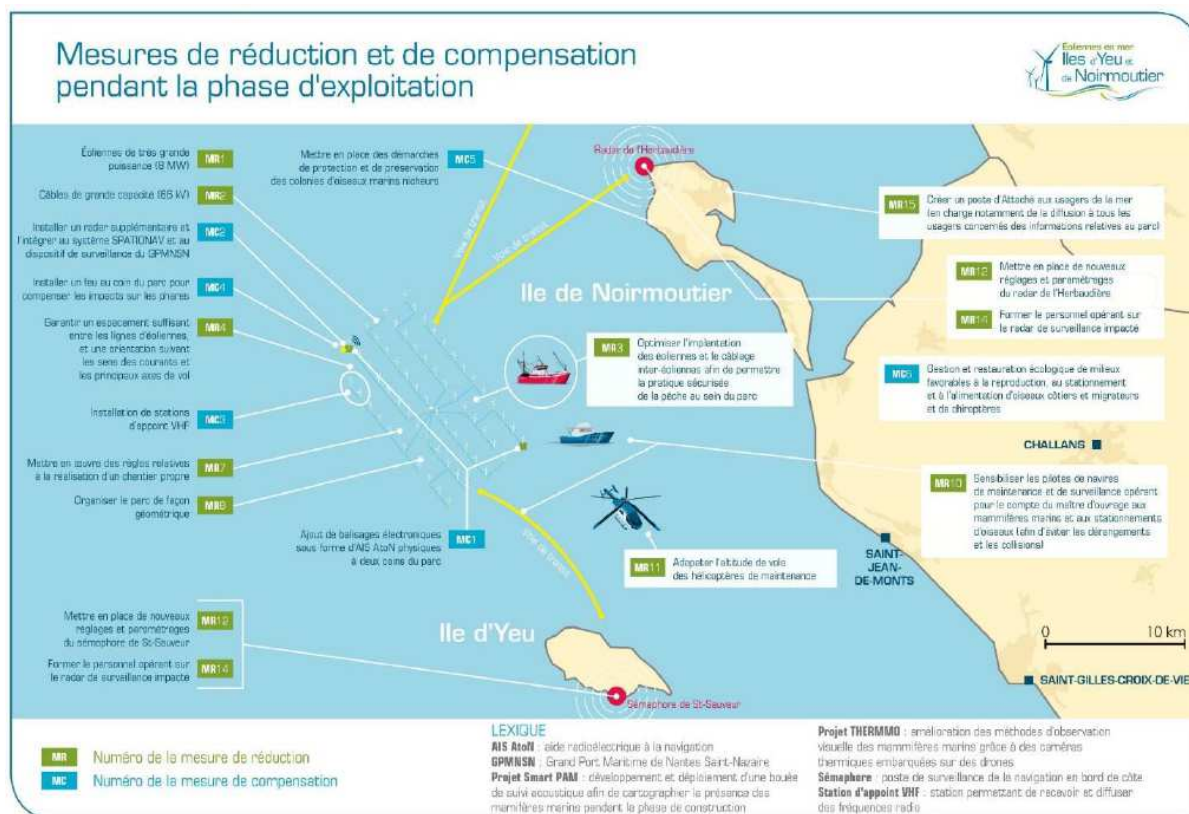 Mesures de réduction et de compensation
pendant la phase d'exploitation
Éoliennes en mer
Iles d'Yeu et
de Noirmoutier
Éoliennes de très grande
puissance (8 MW)
MR1
Câbles de grande capacité (66 kV)
MR2
Installer un radar supplémentaire et
l'intégrer au système SPATIONAV et au
dispositif de surveillance du GPMNSN
MC2
Installer un feu au coin du parc pour
compenser les impacts sur les phares
MC4
Garantir un espacement suffisant
entre les lignes d'éoliennes,
et une orientation suivant
les sens des courants et
les principaux axes de vol
MR4
Installation de stations
d'appoint VHF
Mettre en œuvre des règles relatives
à la réalisation d'un chantier propre
MR7
Organiser le parc de façon
géométrique
Mettre en place de nouveaux
réglages et paramétrages
du sémaphore de St-Sauveur
MR12
Former le personnel opérant sur
le radar de surveillance impacté
MR14
Mettre en place des démarches
de protection et de préservation
des colonies d'oiseaux marins nicheurs
MC5
Voie de transit
Voie de transit
Radar de l'Herbaudière
Ile de Noirmoutier
MR3
Optimiser l'implantation
des éoliennes et le câblage
inter-éoliennes afin de permettre
la pratique sécurisée
de la pêche au sein du parc
Ajout de balisages électroniques
sous forme d'AIS AtoN physiques
à deux coins du parc
MC1
Voie de transit
MR11
Adapater l'altitude de vole
des hélicoptères de maintenance
Ile d'Yeu
Sémaphore de St-Sauveur
MR15
Créer un poste d'Attaché aux usagers de la mer
(en charge notamment de la diffusion à tous les
usagers concernés des informations relatives au parc)
MR12
Mettre en place de nouveaux
réglages et paramétrages
du radar de l'Herbaudière
MR14
Former le personnel opérant sur
le radar de surveillance impacté
MC6
Gestion et restauration écologique de milieux
favorables à la reproduction, au stationnement
et à l'alimentation d'oiseaux côtiers et migrateurs
et de chiroptères
CHALLANS
MR10
Sensibiliser les pilotes de navires
de maintenance et de surveillance opérant
pour le compte du maître d'ouvrage aux
mammifères marins et aux stationnements
d'oiseaux (afin d'éviter les dérangements
et les collisions)
SAINT-
JEAN-
DE-MONTS
0 10 km
SAINT-GILLES-CROIX-DE-VIE
MR Numéro de la mesure de réduction
MC Numéro de la mesure de compensation
LEXIQUE
AIS AtoN : aide radioélectrique à la navigation
GPMNSN : Grand Port Maritime de Nantes Saint-Nazaire
Projet Smart PAM : développement et déploiement d'une bouée
de suivi acoustique afin de cartographier la présence des
mamifères marins pendant la phase de construction
Projet THERMMO : amélioration des méthodes d'observation
visuelle des mammifères marins grâce à des caméras
thermiques embarquées sur des drones
Sémaphore : poste de surveillance de la navigation en bord de côte
Station d'appoint VHF : station permettant de recevoir et diffuser
des fréquences radio